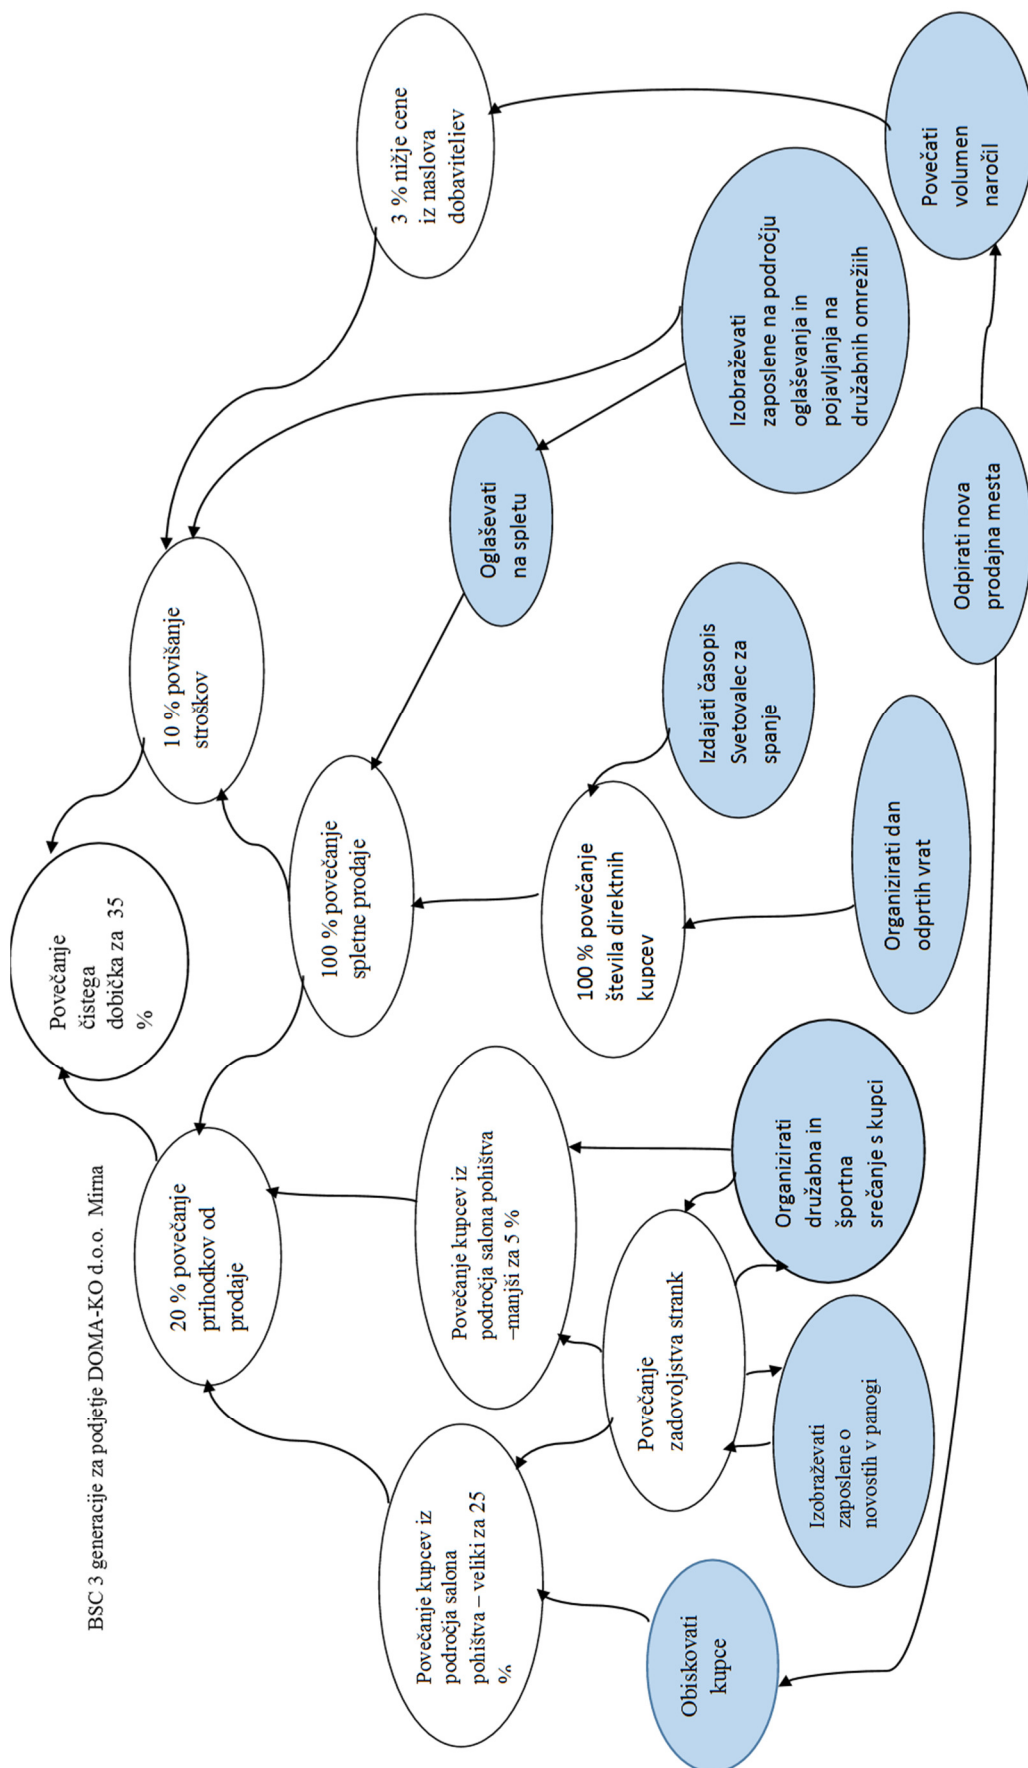 BSC 3 generacije za podjetje DOMA-KO d.o.o. Mirna
Povečanje
čistega
dobička za 35
%
20 % povečanje
prihodkov od
prodaje
10 % povišanje
stroškov
Povečanje kupcev iz
področja salona
pohištva – veliki za 25
%
Povečanje kupcev iz
področja salona pohištva
–manjši za 5 %
100 % povečanje
spletne prodaje
3 % nižje cene
iz naslova
dobaviteliev
Povečanje
zadovoljstva strank
100 % povečanje
števila direktnih
kupcev
Oglaševati
na spletu
Obiskovati
kupce
Izobraževati
zaposlene o
novostih v panogi
Organizirati
družabna in
športna
srečanje s kupci
Organizirati dan
odprtih vrat
Izdajati časopis
Svetovalec za
spanje
Izobraževati
zaposlene na področju
oglaševanja in
pojavljanja na
družabnih omrežiih
Odpirati nova
prodajna mesta
Povečati
volumen
naročil